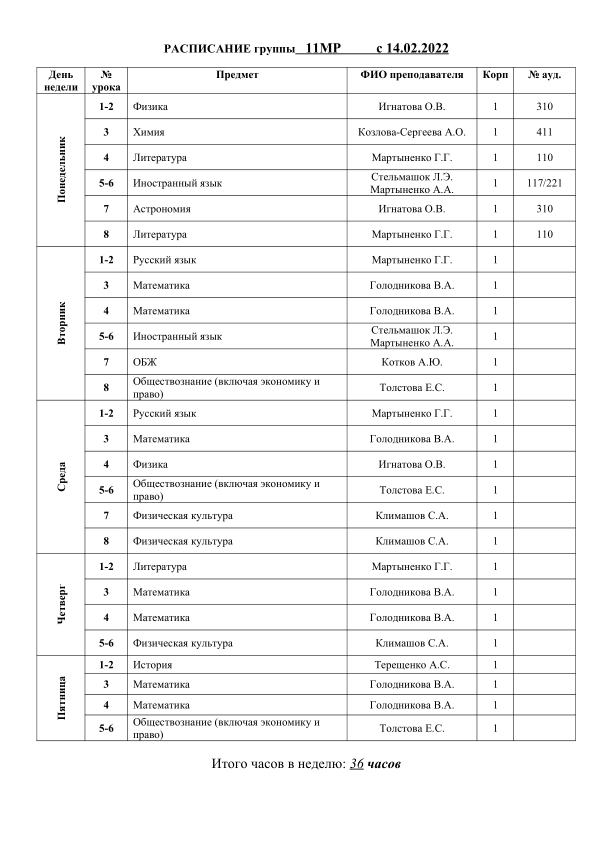 РАСПИСАНИЕ группы 11МР с 14.02.2022
День недели № урока Предмет ФИО преподавателя Корп № ауд.
Понедельник
1-2 Физика Игнатова О.В. 1 310
3 Химия Козлова-Сергеева А.О. 1 411
4 Литература Мартыненко Г.Г. 1 110
5-6 Иностранный язык Стельмашок Л.Э. Мартыненко А.А. 1 117/221
7 Астрономия Игнатова О.В. 1 310
8 Литература Мартыненко Г.Г. 1 110
Вторник
1-2 Русский язык Мартыненко Г.Г. 1
3 Математика Голодникова В.А. 1
4 Математика Голодникова В.А. 1
5-6 Иностранный язык Стельмашок Л.Э. Мартыненко А.А. 1
7 ОБЖ Котков А.Ю. 1
8 Обществознание (включая экономику и право) Толстова Е.С. 1
Среда
1-2 Русский язык Мартыненко Г.Г. 1
3 Математика Голодникова В.А. 1
4 Физика Игнатова О.В. 1
5-6 Обществознание (включая экономику и право) Толстова Е.С. 1
7 Физическая культура Климашов С.А. 1
8 Физическая культура Климашов С.А. 1
Четверг
1-2 Литература Мартыненко Г.Г. 1
3 Математика Голодникова В.А. 1
4 Математика Голодникова В.А. 1
5-6 Физическая культура Климашов С.А. 1
Пятница
1-2 История Терещенко А.С. 1
3 Математика Голодникова В.А. 1
4 Математика Голодникова В.А. 1
5-6 Обществознание (включая экономику и право) Толстова Е.С. 1
Итого часов в неделю: 36 часов